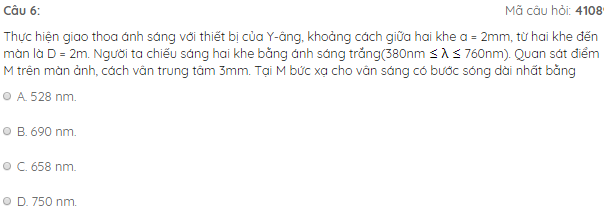 Câu 6: Mã câu hỏi: 4108
Thực hiện giao thoa ánh sáng với thiết bị của Y-âng, khoảng cách giữa hai khe a = 2mm, từ hai khe đến
màn là D = 2m. Người ta chiếu sáng hai khe bằng ánh sáng trắng(380nm ≤ λ ≤ 760nm). Quan sát điểm
M trên màn ảnh, cách vân trung tâm 3mm. Tại M bức xạ cho vân sáng có bước sóng dài nhất bằng
A. 528 nm.
B. 690 nm.
C. 658 nm.
D. 750 nm.